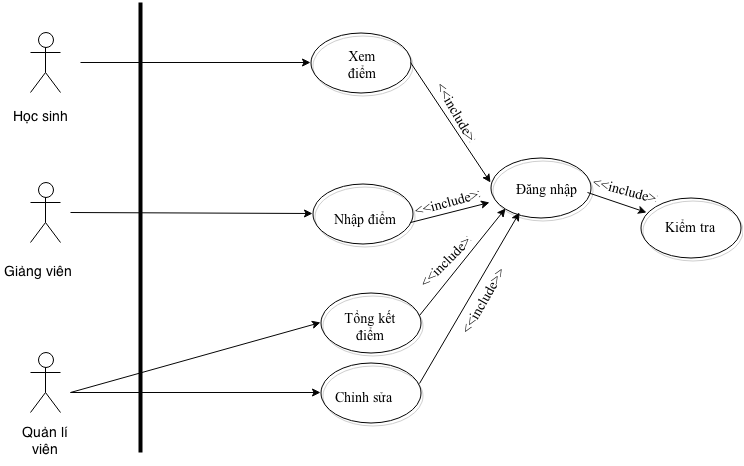 Học sinh
Xem
điểm
<<include>
Giảng viên
Nhập điểm
<<include>
Đăng nhập
<<include>
Kiểm tra
Quản lí
viên
Tổng kết
điểm
<<include>
Chỉnh sửa
<<include>>